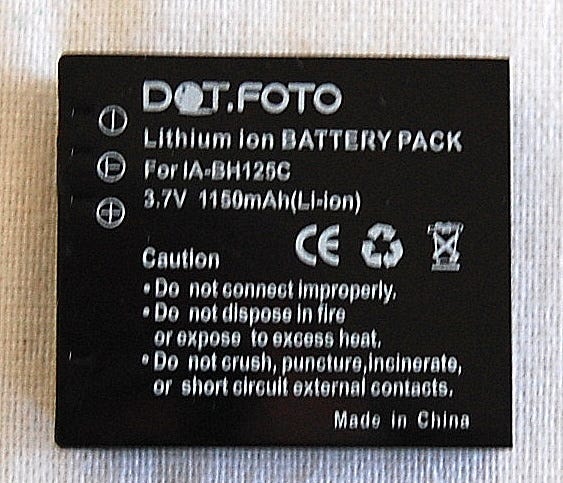 DOT.FOTO
Lithium ion BATTERY PACK
For IA-BH125C
3.7V 1150mAh(Li-ion)
Caution
•Do not connect improperly.
•Do not dispose in fire
or expose to excess heat.
•Do not crush, puncture,incinerate,
or short circuit external contacts.
Made in China